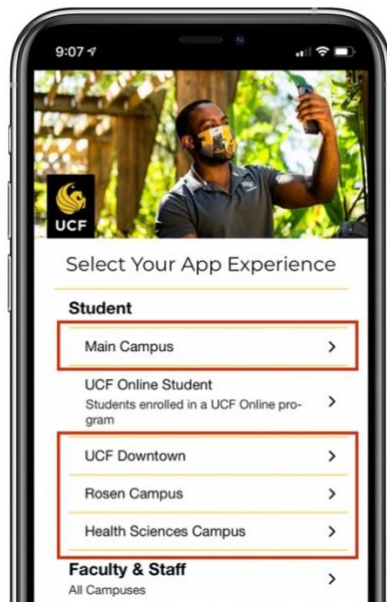 9:07
UCF
Select Your App Experience
Student
Main Campus
UCF Online Student
Students enrolled in a UCF Online pro-
gram
UCF Downtown
Rosen Campus
Health Sciences Campus
Faculty & Staff
All Campuses